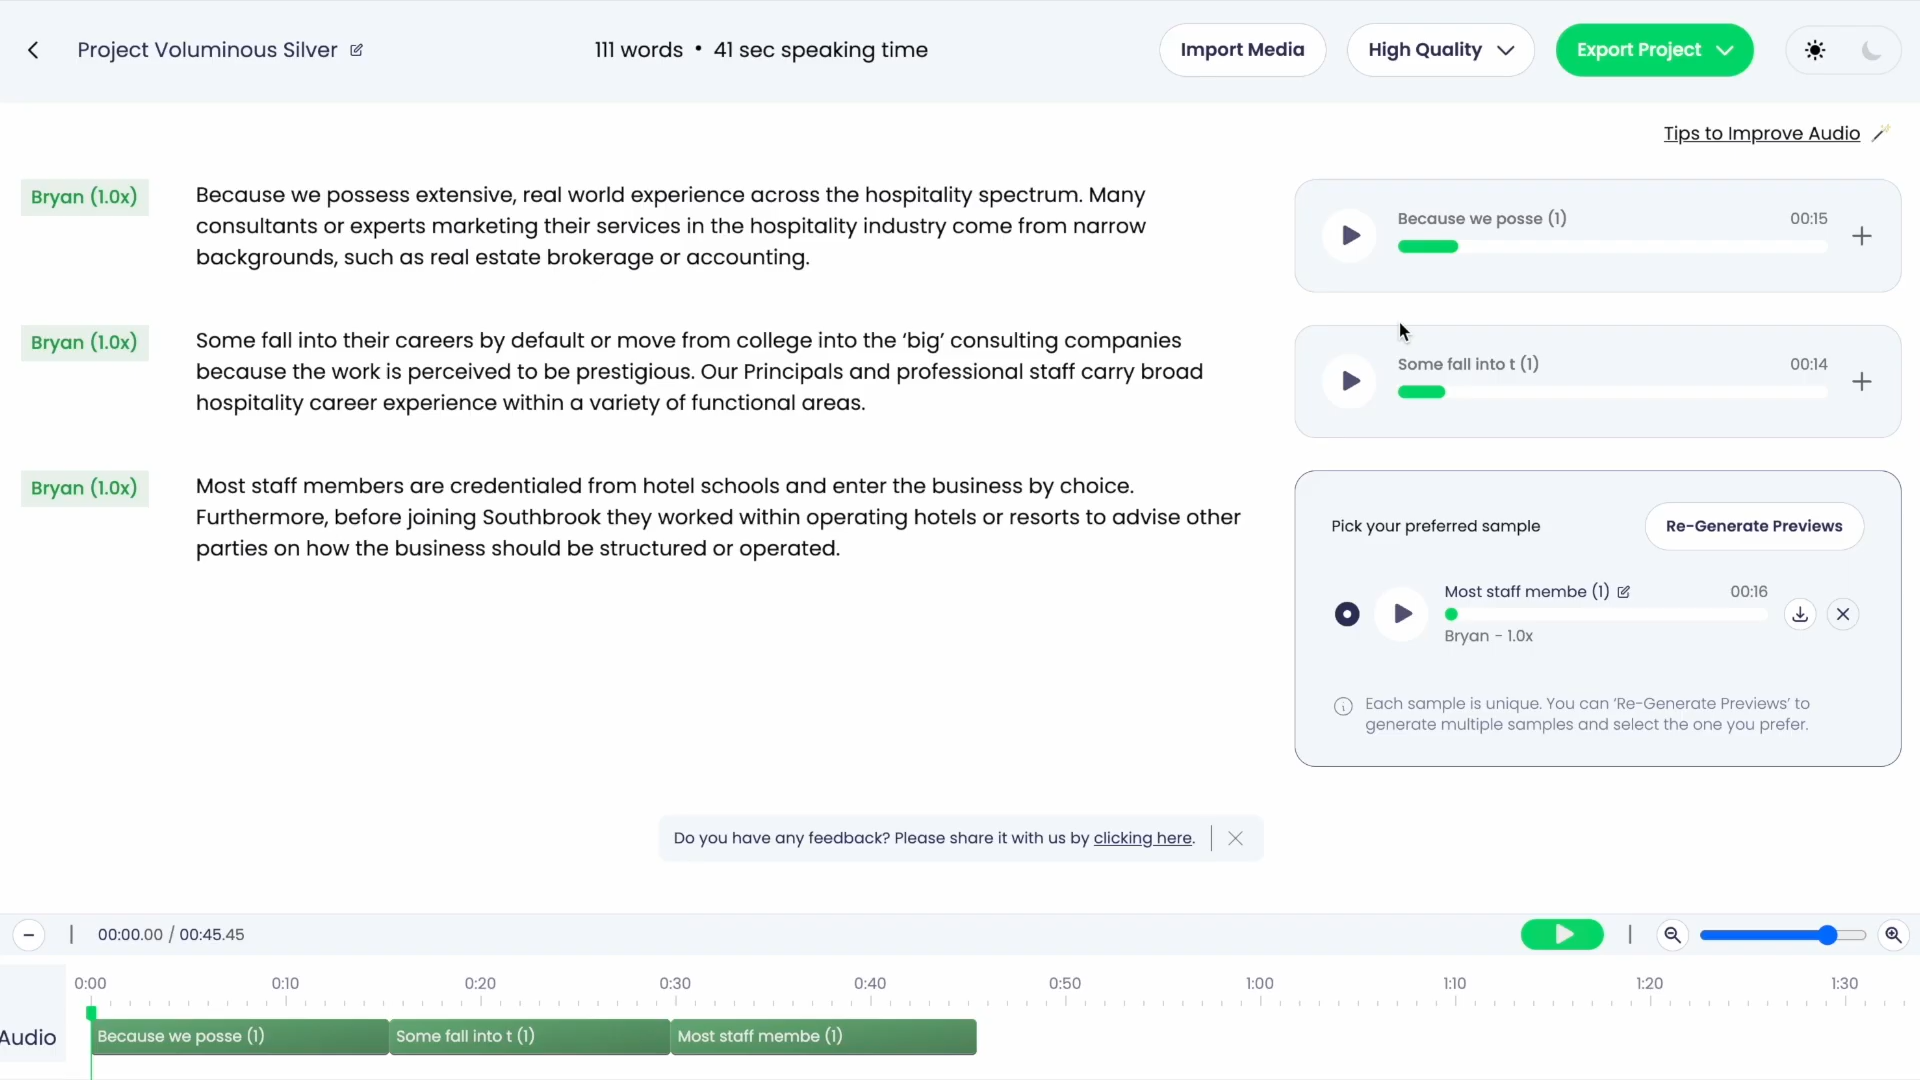 Project Voluminous Silver
111 words • 41 sec speaking time
Import Media
High Quality
Export Project
Tips to Improve Audio
Bryan (1.0x)
Because we possess extensive, real world experience across the hospitality spectrum. Many
consultants or experts marketing their services in the hospitality industry come from narrow
backgrounds, such as real estate brokerage or accounting.
Because we posse (1)
00:15
Bryan (1.0x)
Some fall into their careers by default or move from college into the ‘big’ consulting companies
because the work is perceived to be prestigious. Our Principals and professional staff carry broad
hospitality career experience within a variety of functional areas.
Some fall into t (1)
00:14
Bryan (1.0x)
Most staff members are credentialed from hotel schools and enter the business by choice.
Furthermore, before joining Southbrook they worked within operating hotels or resorts to advise other
parties on how the business should be structured or operated.
Pick your preferred sample
Re-Generate Previews
Most staff membe (1)
00:16
Bryan - 1.0x
Each sample is unique. You can ‘Re-Generate Previews’ to
generate multiple samples and select the one you prefer.
Do you have any feedback? Please share it with us by clicking here.
00:00.00 / 00:45.45
0:00 0:10 0:20 0:30 0:40 0:50 1:00 1:10 1:20 1:30
Audio
Because we posse (1)
Some fall into t (1)
Most staff membe (1)